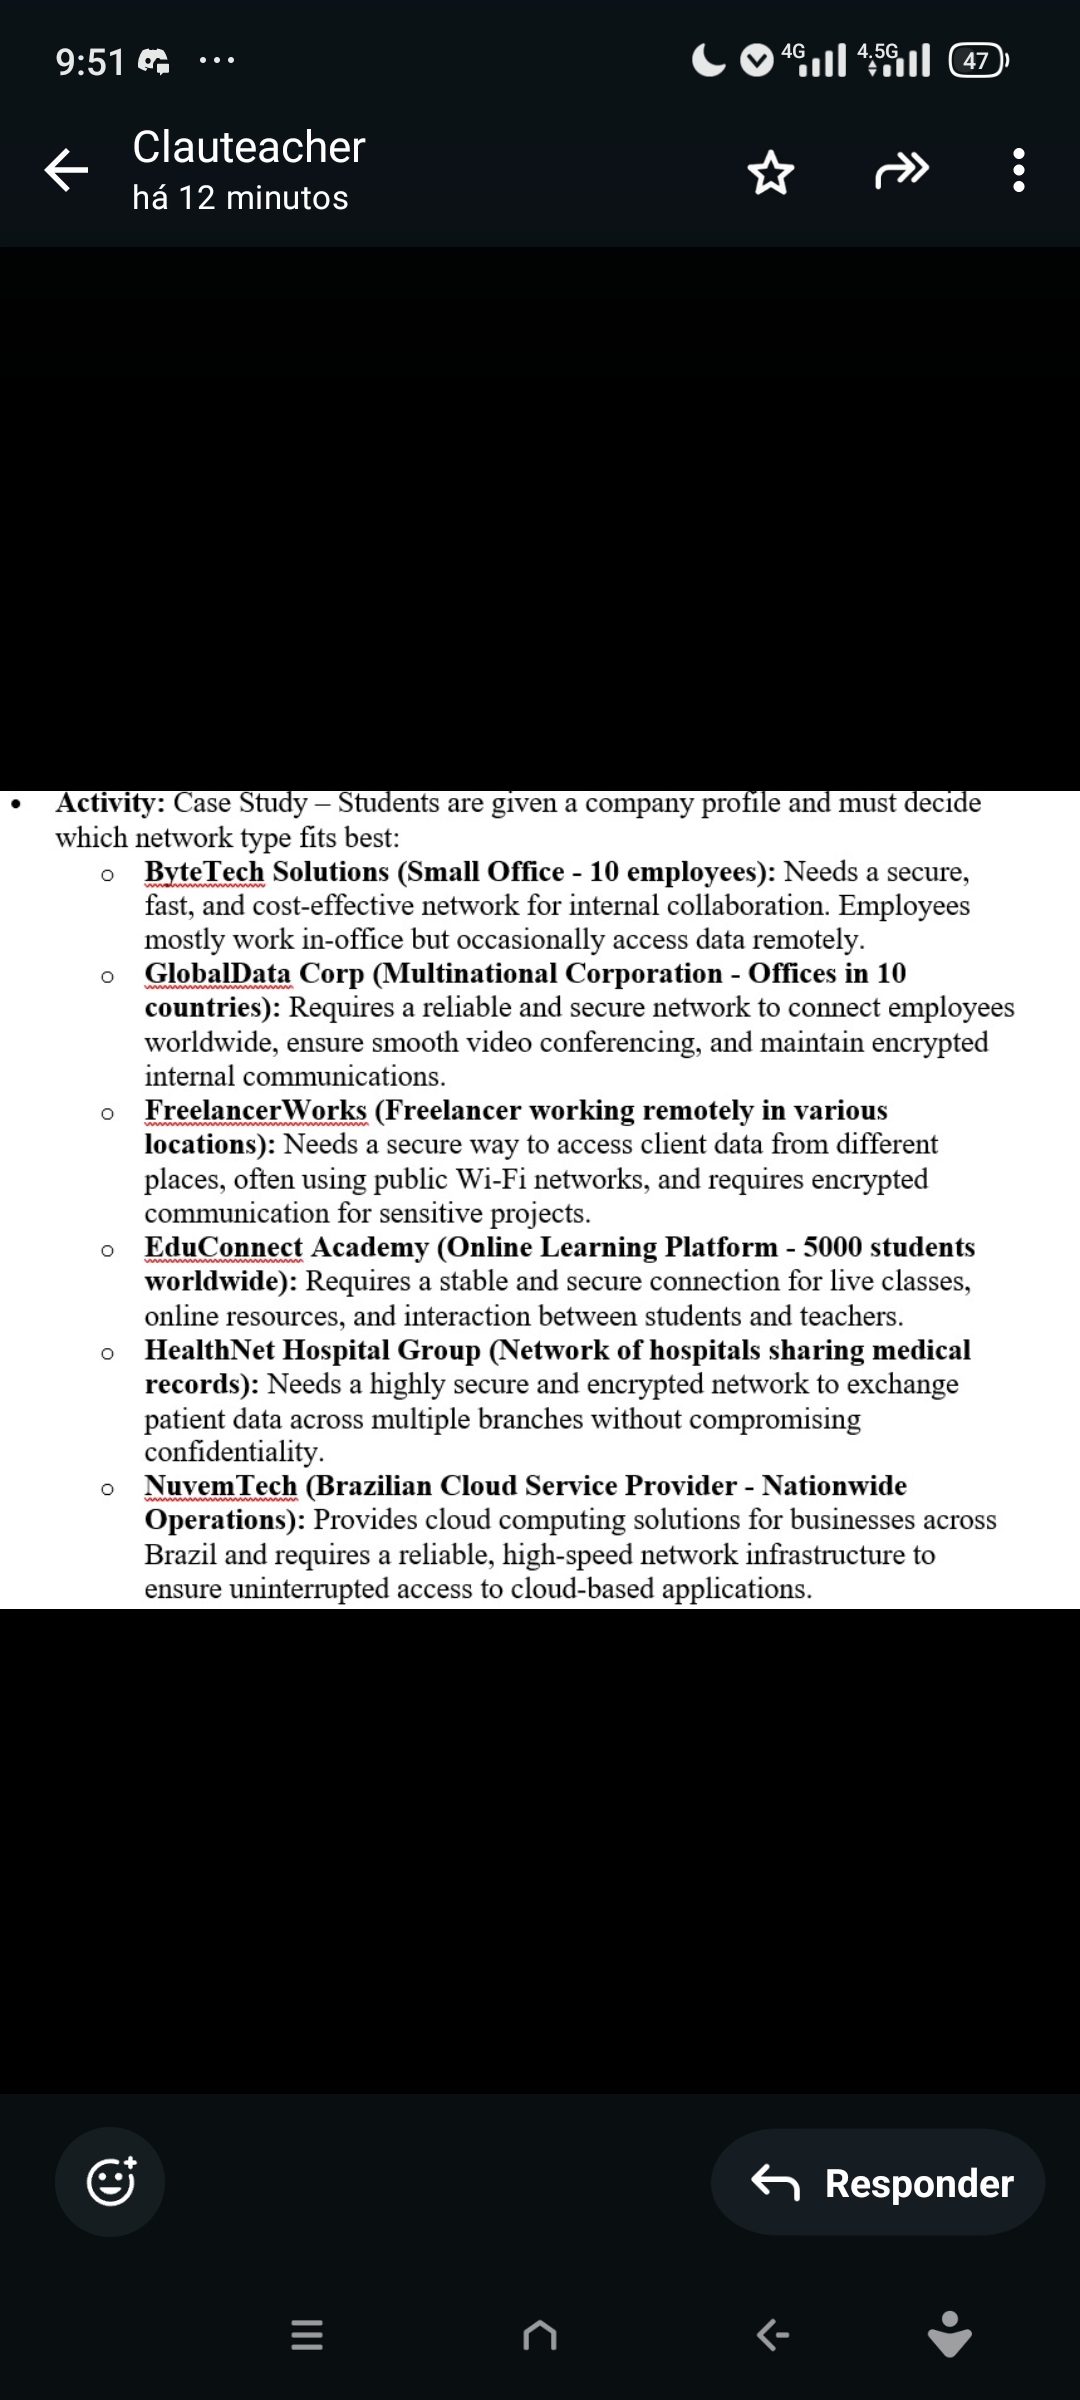 9:51 ...
4G 4.5G 47
Clauteacher
há 12 minutos
• Activity: Case Study – Students are given a company profile and must decide
which network type fits best:
o ByteTech Solutions (Small Office - 10 employees): Needs a secure,
fast, and cost-effective network for internal collaboration. Employees
mostly work in-office but occasionally access data remotely.
o GlobalData Corp (Multinational Corporation - Offices in 10
countries): Requires a reliable and secure network to connect employees
worldwide, ensure smooth video conferencing, and maintain encrypted
internal communications.
o FreelancerWorks (Freelancer working remotely in various
locations): Needs a secure way to access client data from different
places, often using public Wi-Fi networks, and requires encrypted
communication for sensitive projects.
o EduConnect Academy (Online Learning Platform - 5000 students
worldwide): Requires a stable and secure connection for live classes,
online resources, and interaction between students and teachers.
o HealthNet Hospital Group (Network of hospitals sharing medical
records): Needs a highly secure and encrypted network to exchange
patient data across multiple branches without compromising
confidentiality.
o NuvemTech (Brazilian Cloud Service Provider - Nationwide
Operations): Provides cloud computing solutions for businesses across
Brazil and requires a reliable, high-speed network infrastructure to
ensure uninterrupted access to cloud-based applications.
Responder